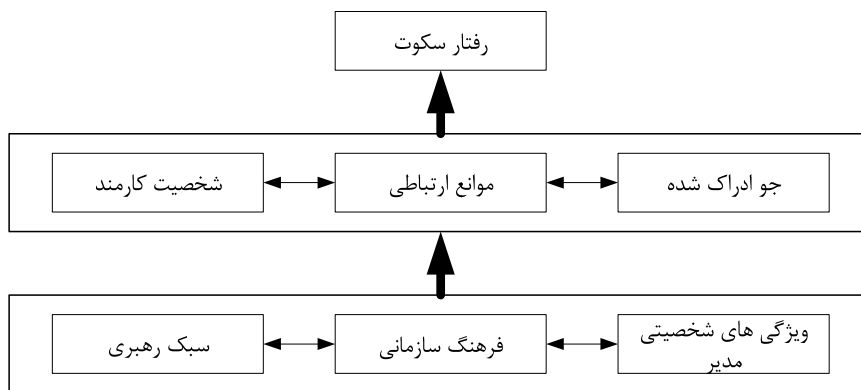 رفتار سکوت
جو ادراک شده
موانع ارتباطی
شخصیت کارمند
ویژگی های شخصیتی
مدیر
فرهنگ سازمانی
سبک رهبری